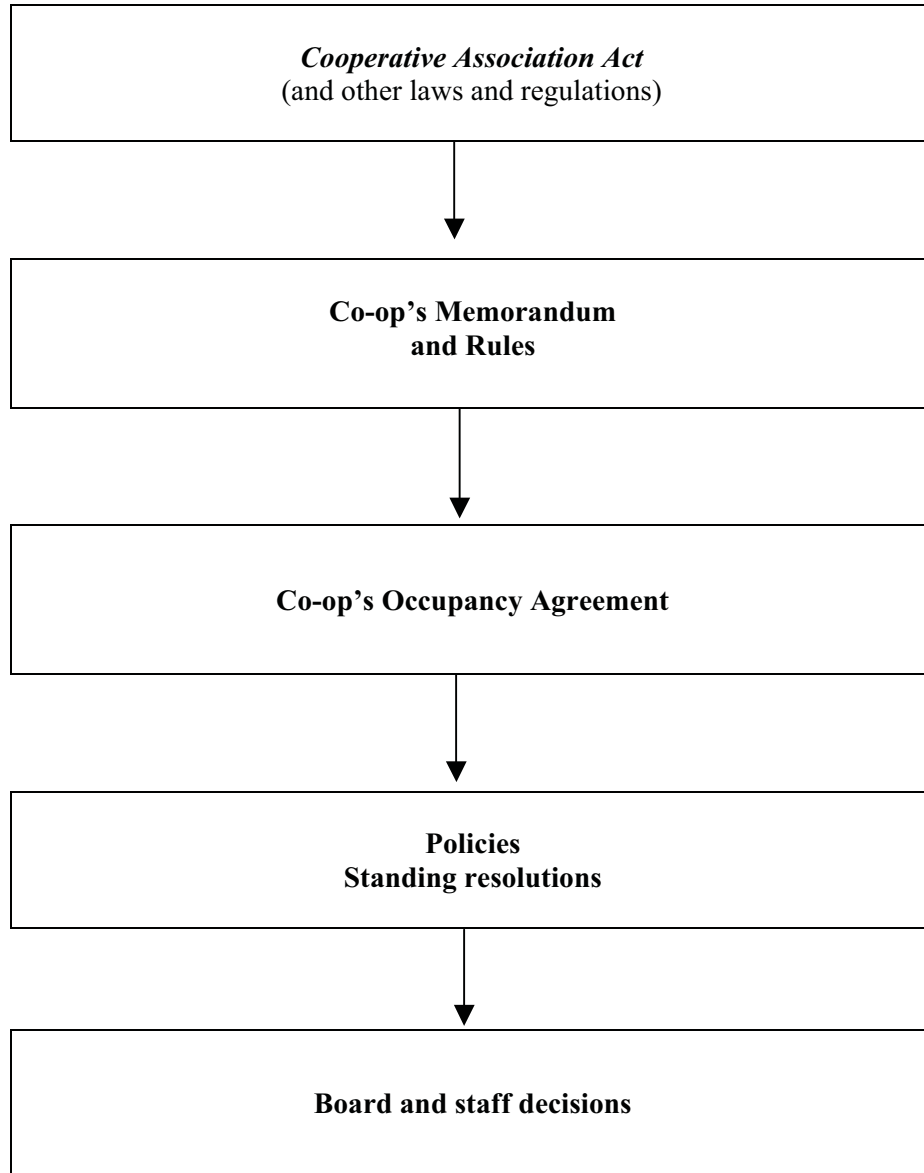 Cooperative Association Act
(and other laws and regulations)
Co-op’s Memorandum
and Rules
Co-op’s Occupancy Agreement
Policies
Standing resolutions
Board and staff decisions